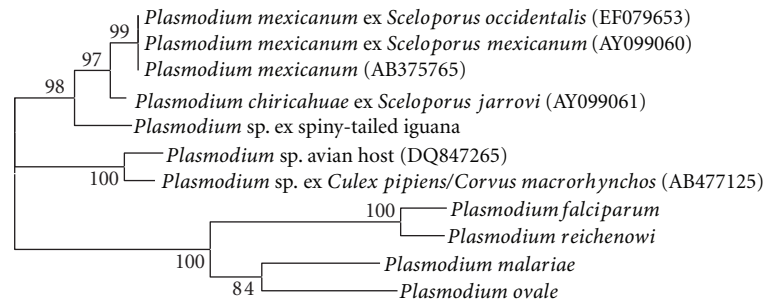 Plasmodium mexicanum ex Sceloporus occidentalis (EF079653)
99
Plasmodium mexicanum ex Sceloporus mexicanum (AY099060)
97
Plasmodium mexicanum (AB375765)
98
Plasmodium chiricahuae ex Sceloporus jarrovi (AY099061)
Plasmodium sp. ex spiny-tailed iguana
Plasmodium sp. avian host (DQ847265)
100
Plasmodium sp. ex Culex pipiens/Corvus macrorhynchos (AB477125)
100
Plasmodium falciparum
Plasmodium reichenowi
100
Plasmodium malariae
84
Plasmodium ovale